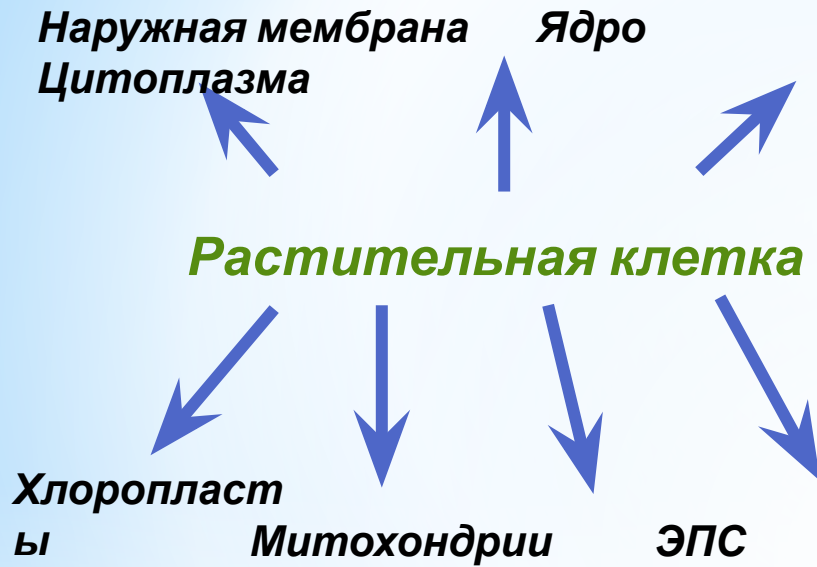 Наружная мембрана Ядро
Цитоплазма
Растительная клетка
Хлоропласт
ы Митохондрии ЭПС